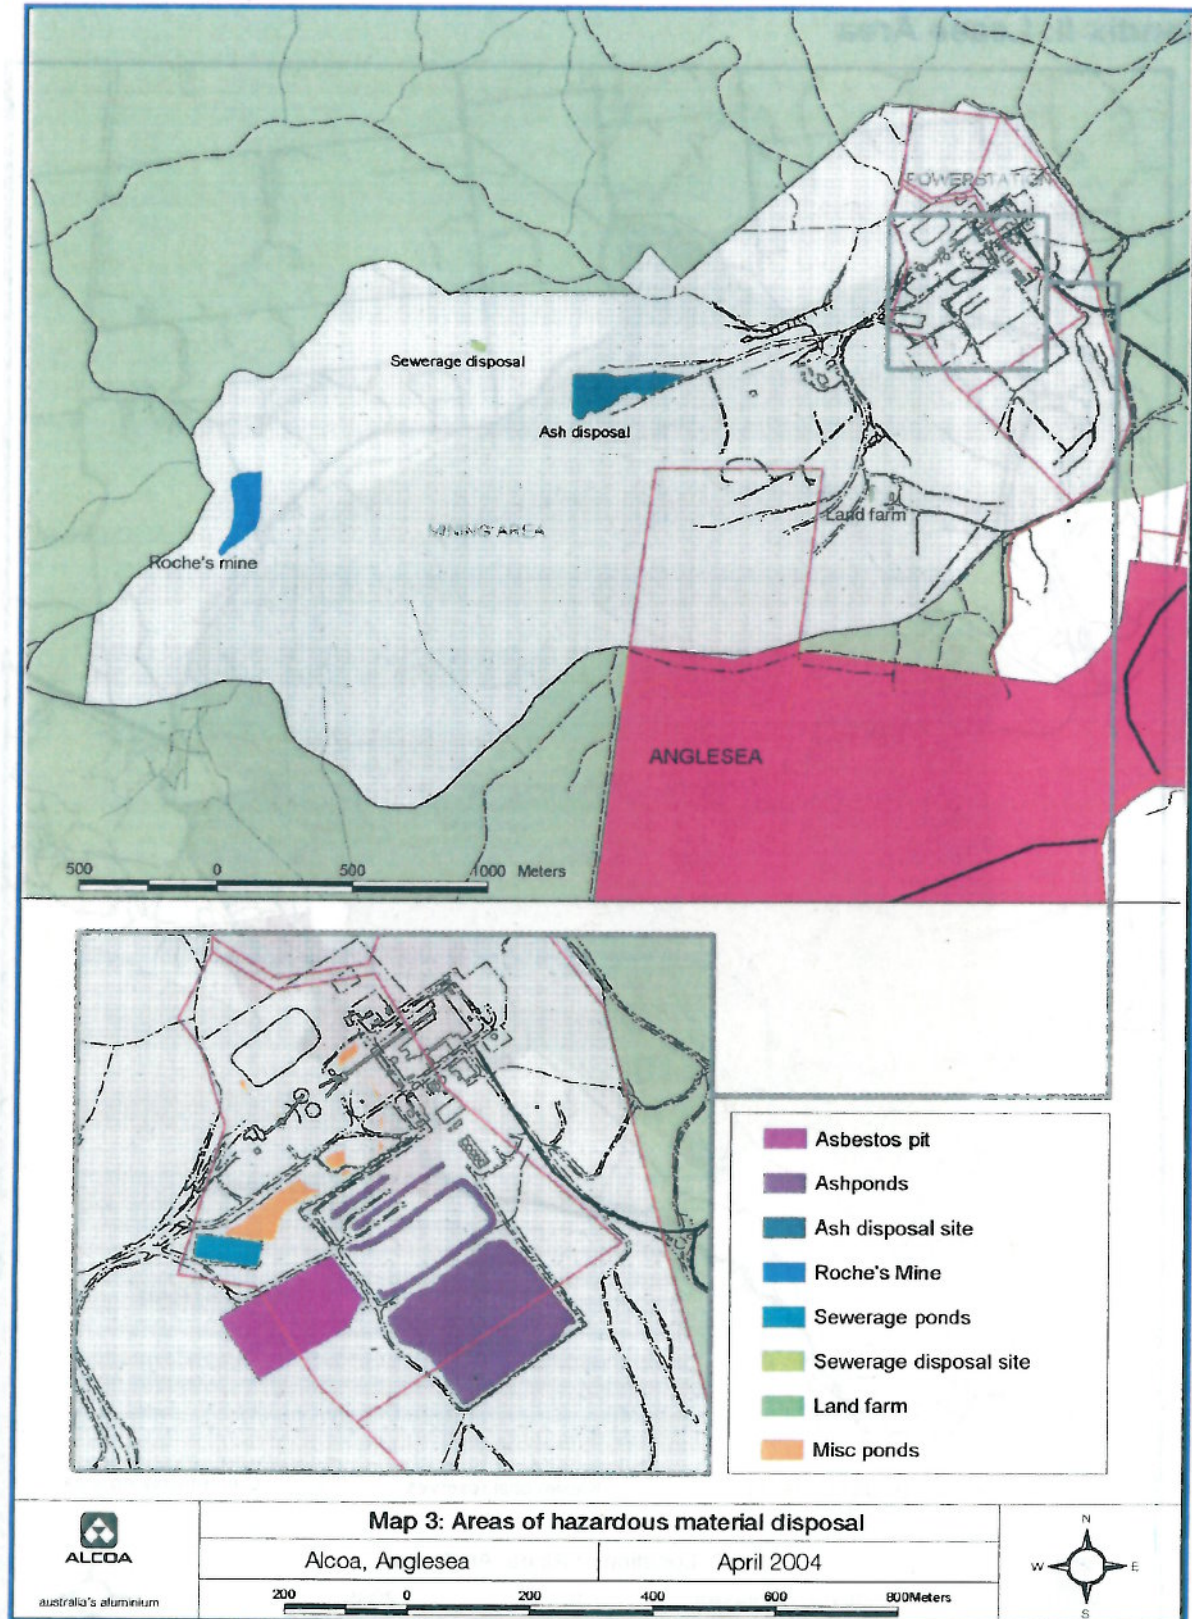 POWERSTATION
Sewerage disposal
Ash disposal
Land farm
MINING AREA
Roche's mine
ANGLESEA
500 0 500 1000 Meters
Asbestos pit
Ashponds
Ash disposal site
Roche's Mine
Sewerage ponds
Sewerage disposal site
Land farm
Misc ponds
ALCOA
australia's aluminium
Map 3: Areas of hazardous material disposal
Alcoa, Anglesea
April 2004
200 0 200 400 600 800Meters
N
W E
S